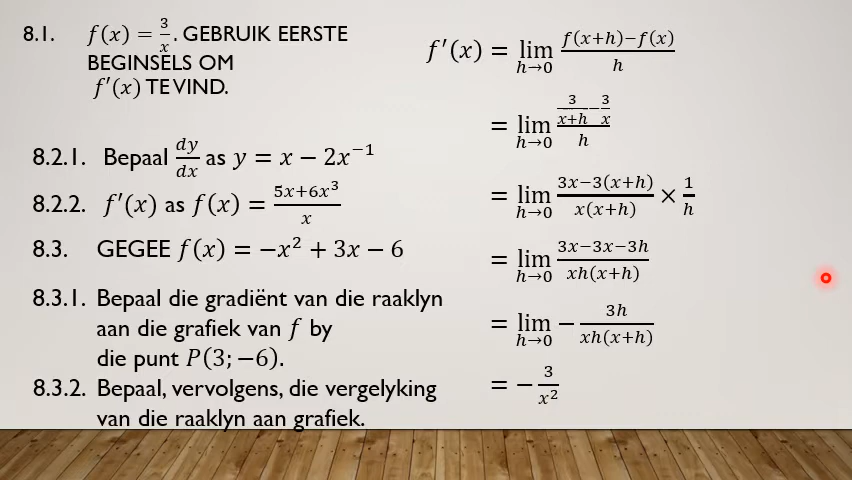 8.1. f(x) = 3/x. GEBRUIK EERSTE
BEGINSELS OM
f'(x) TE VIND.
8.2.1. Bepaal dy/dx as y = x − 2x⁻¹
8.2.2. f'(x) as f(x) = (5x+6x³)/x
8.3. GEGEE f(x) = −x² + 3x − 6
8.3.1. Bepaal die gradiënt van die raaklyn
aan die grafiek van f by
die punt P(3; −6).
8.3.2. Bepaal, vervolgens, die vergelyking
van die raaklyn aan grafiek.
f'(x) = lim h→0 (f(x+h)−f(x))/h
= lim h→0 (3/(x+h) − 3/x)/h
= lim h→0 (3x−3(x+h))/(x(x+h)) × 1/h
= lim h→0 (3x−3x−3h)/(xh(x+h))
= lim h→0 − 3h/(xh(x+h))
= − 3/x²